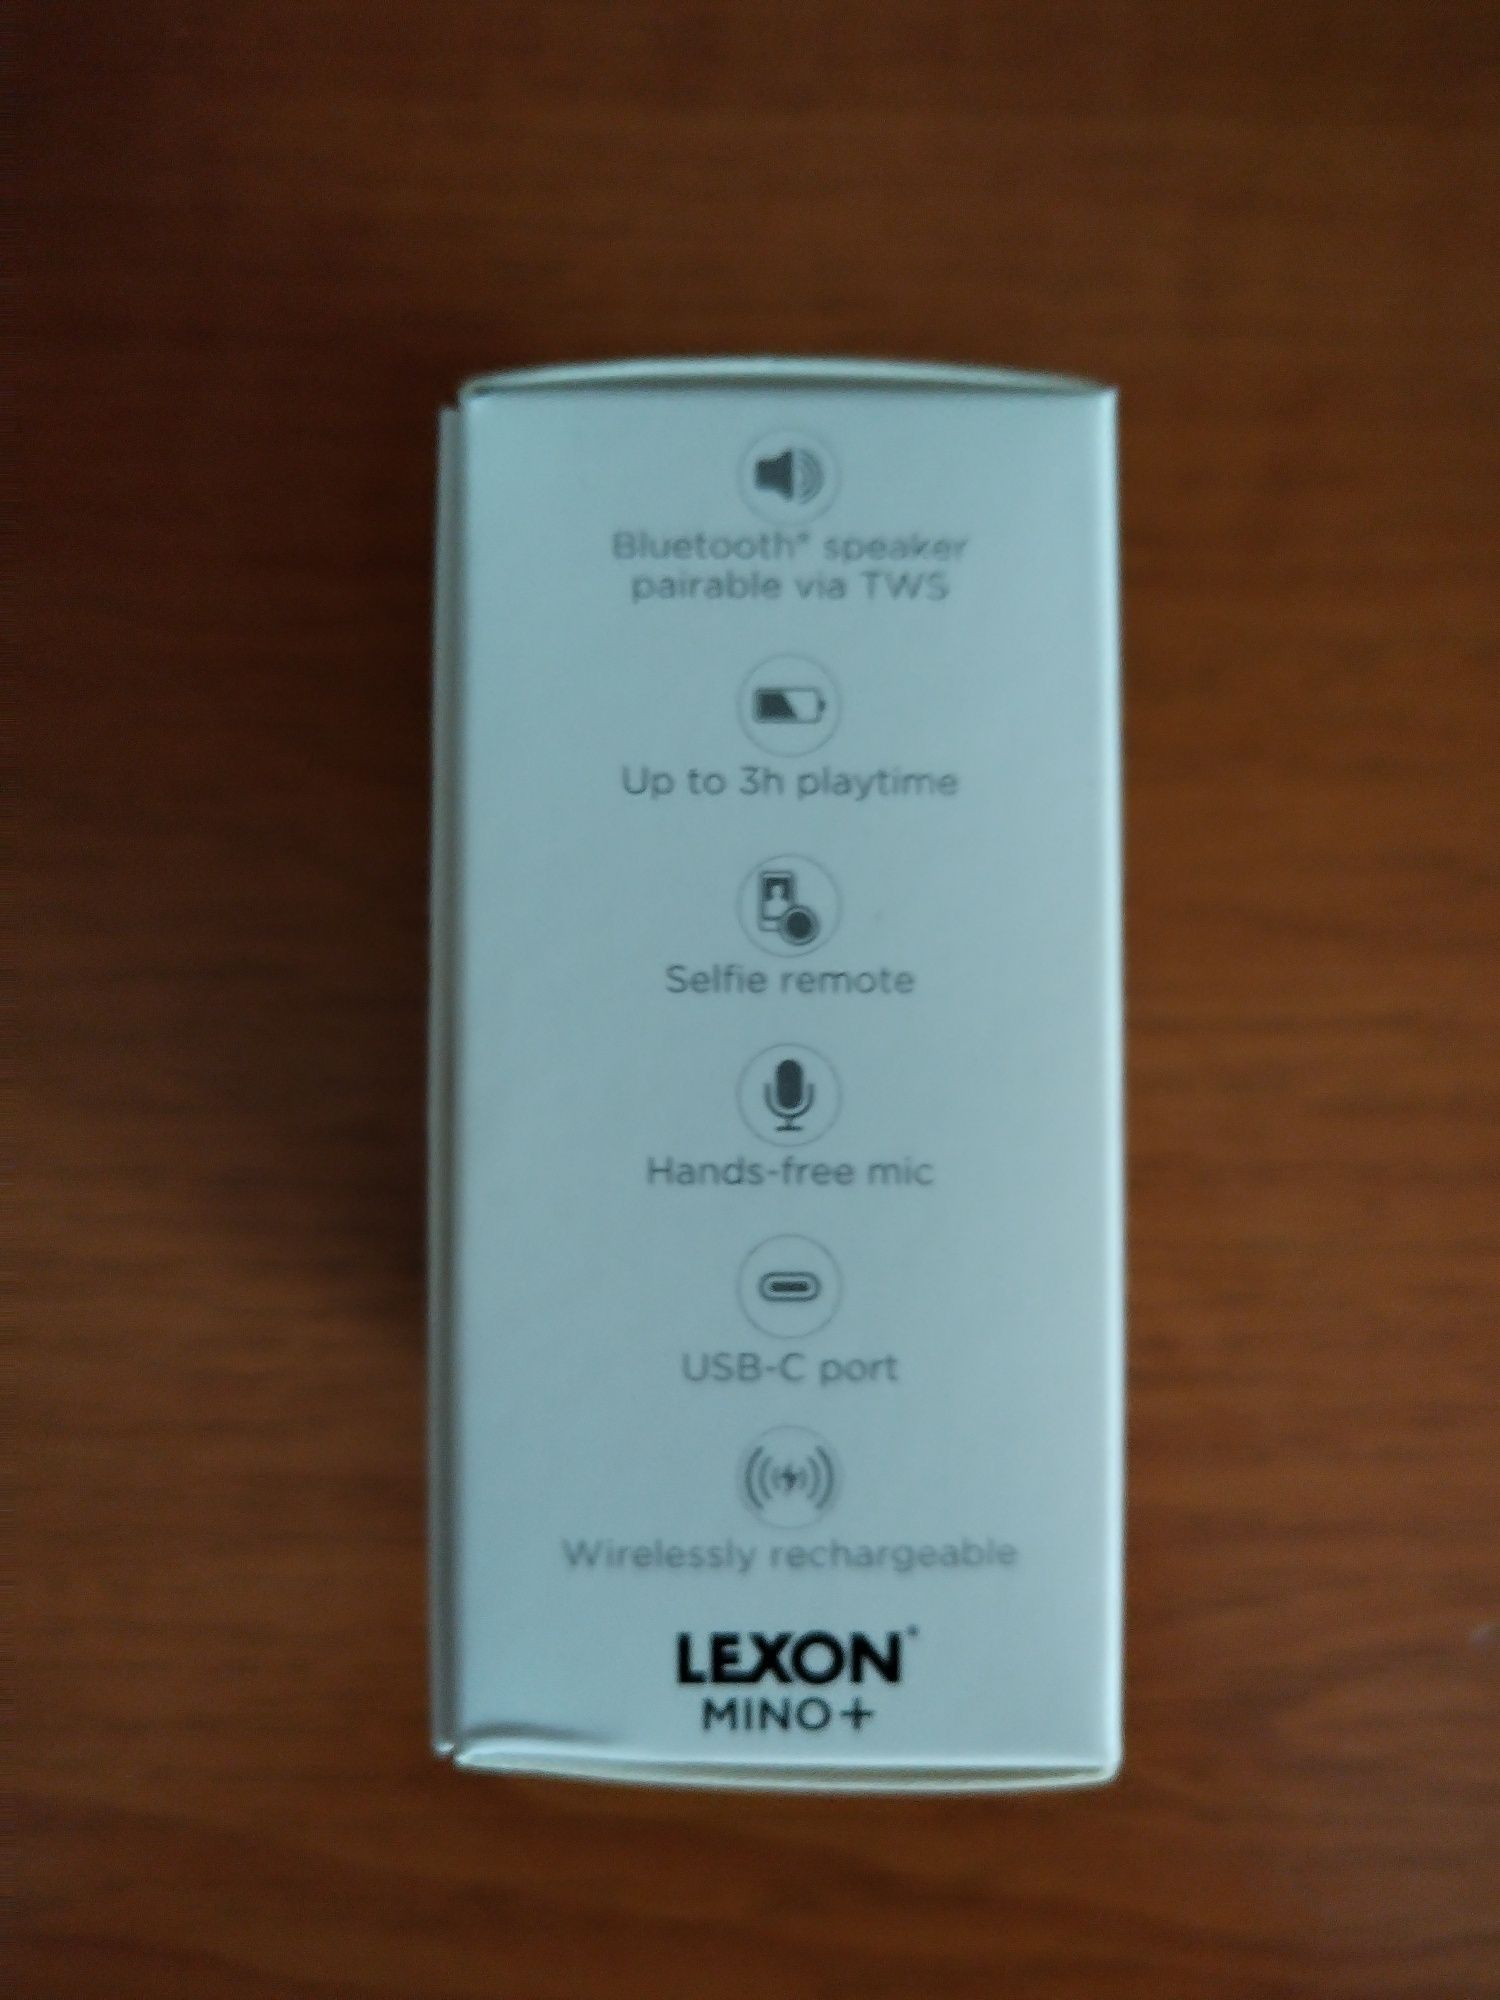 Bluetooth® speaker
pairable via TWS
Up to 3h playtime
Selfie remote
Hands-free mic
USB-C port
Wirelessly rechargeable
LEXON®
MINO+